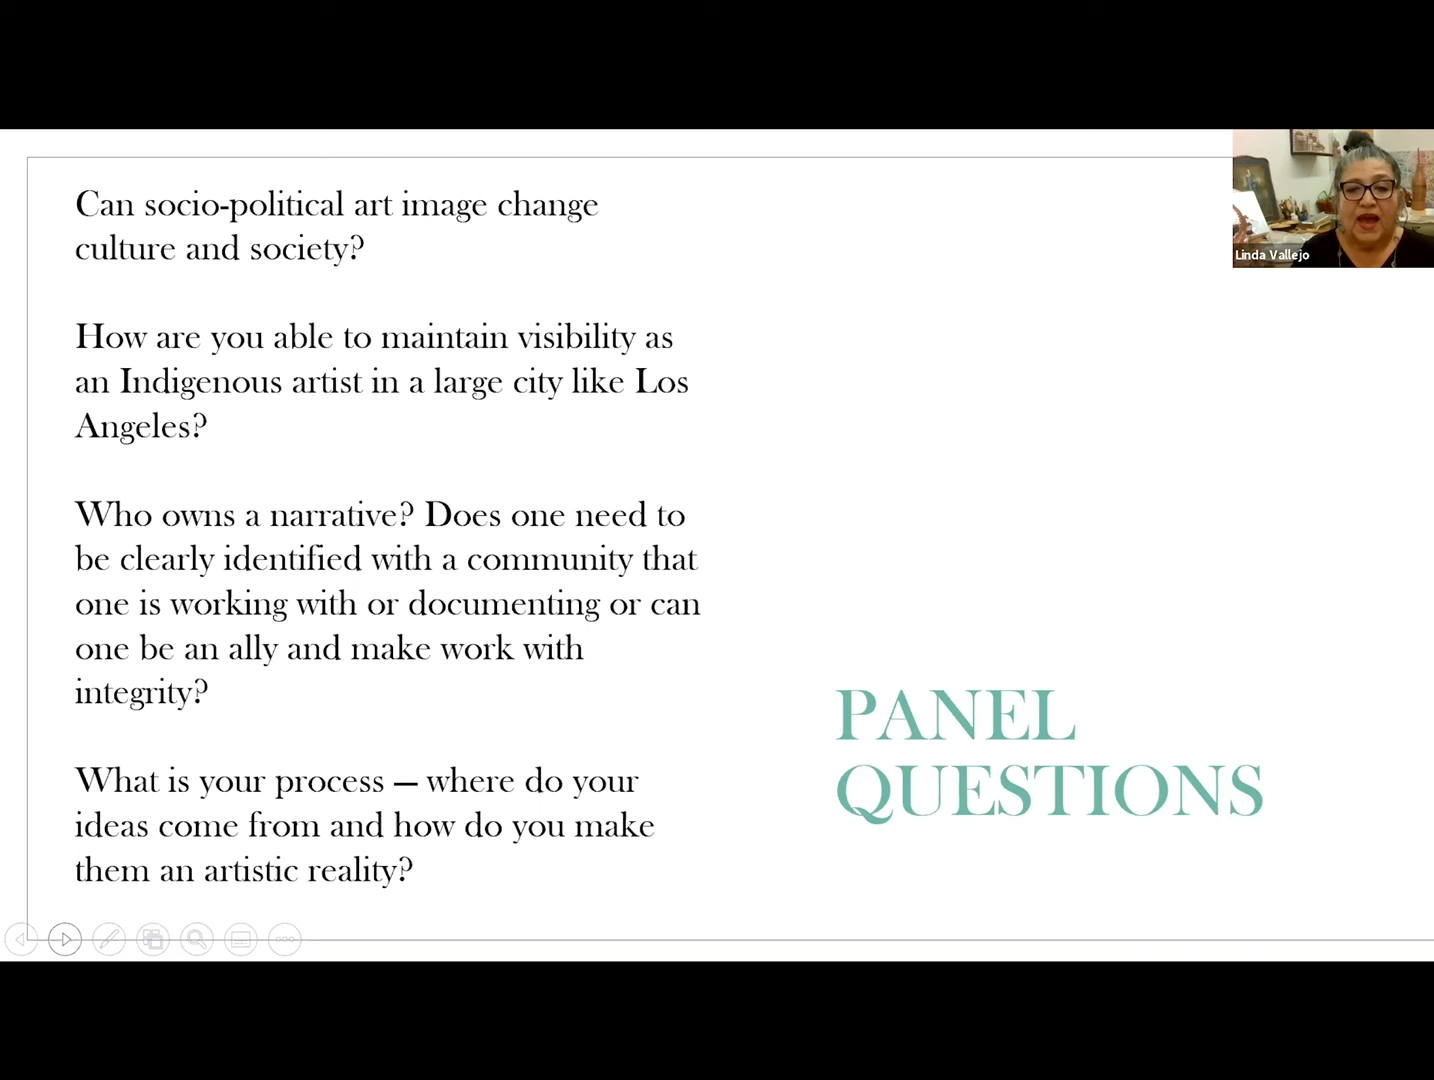 Can socio-political art image change
culture and society?
How are you able to maintain visibility as
an Indigenous artist in a large city like Los
Angeles?
Who owns a narrative? Does one need to
be clearly identified with a community that
one is working with or documenting or can
one be an ally and make work with
integrity?
What is your process – where do your
ideas come from and how do you make
them an artistic reality?
PANEL
QUESTIONS
Linda Vallejo